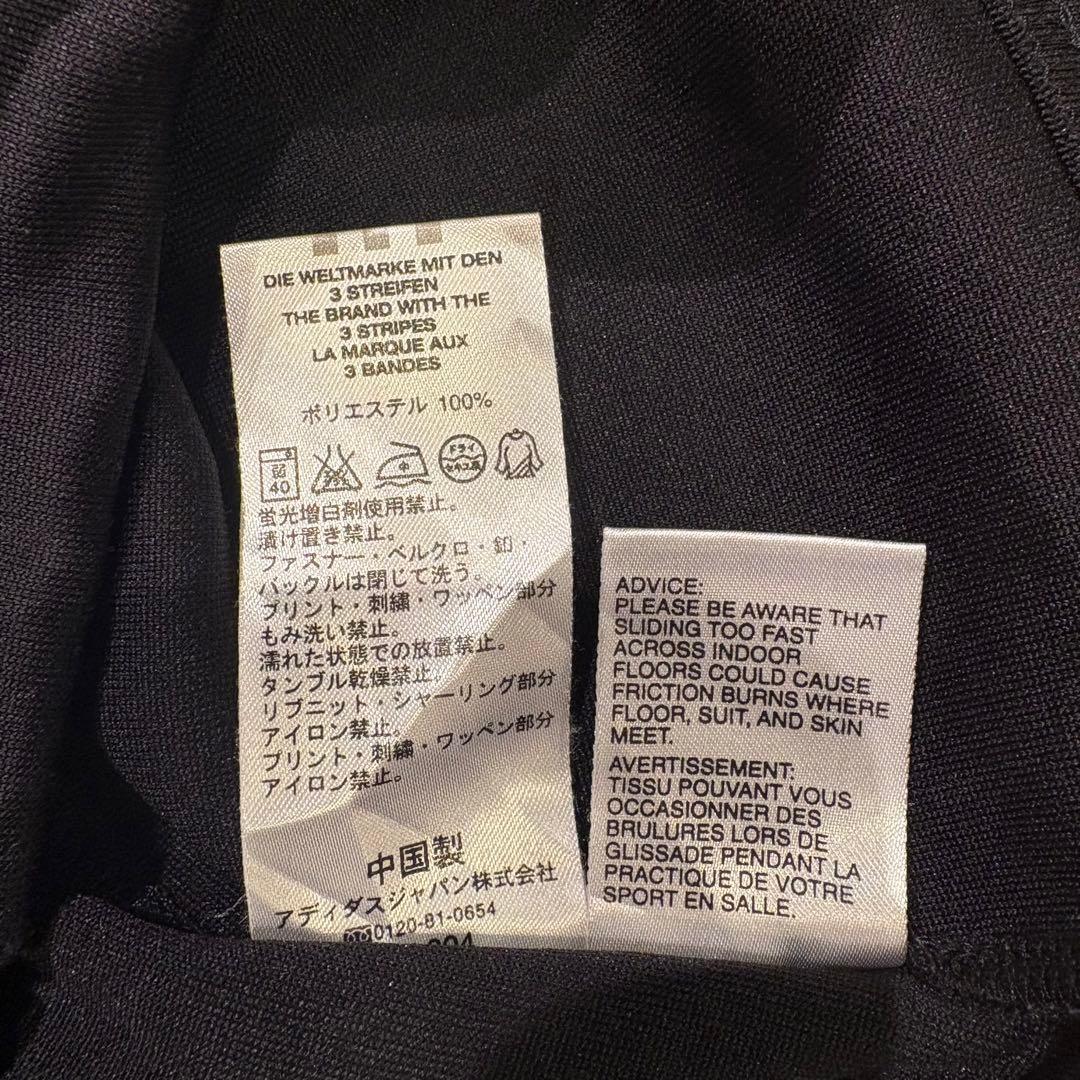 DIE WELTMARKE MIT DEN
3 STREIFEN
THE BRAND WITH THE
3 STRIPES
LA MARQUE AUX
3 BANDES
ポリエステル 100%
弱
40
中
ドライ
セキユ系
蛍光増白剤使用禁止。
漬け置き禁止。
ファスナー・ベルクロ・釦・
バックルは閉じて洗う。
プリント・刺繍・ワッペン部分
もみ洗い禁止。
濡れた状態での放置禁止。
タンブル乾燥禁止。
リブニット・シャーリング部分
アイロン禁止。
プリント・刺繍・ワッペン部分
アイロン禁止。
中国製
アディダスジャパン株式会社
0120-81-0654
ADVICE:
PLEASE BE AWARE THAT
SLIDING TOO FAST
ACROSS INDOOR
FLOORS COULD CAUSE
FRICTION BURNS WHERE
FLOOR, SUIT, AND SKIN
MEET.
AVERTISSEMENT:
TISSU POUVANT VOUS
OCCASIONNER DES
BRULURES LORS DE
GLISSADE PENDANT LA
PRACTIQUE DE VOTRE
SPORT EN SALLE.